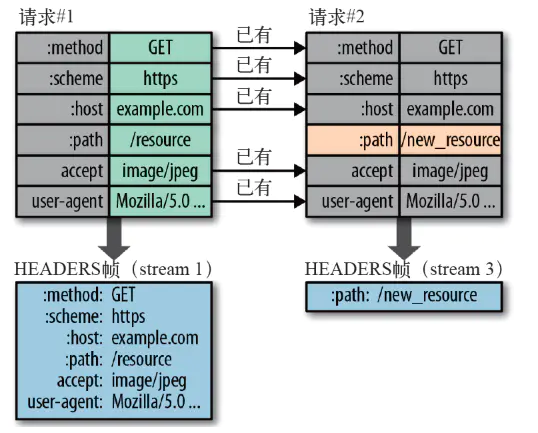 请求#1
请求#2
:method GET 已有 :method GET
:scheme https 已有 :scheme https
:host example.com 已有 :host example.com
:path /resource :path /new_resource
accept image/jpeg 已有 accept image/jpeg
user-agent Mozilla/5.0 ... 已有 user-agent Mozilla/5.0 ...
HEADERS帧（stream 1）
HEADERS帧（stream 3）
:method: GET
:scheme: https
:host: example.com
:path: /resource
accept: image/jpeg
user-agent: Mozilla/5.0 ...
:path: /new_resource